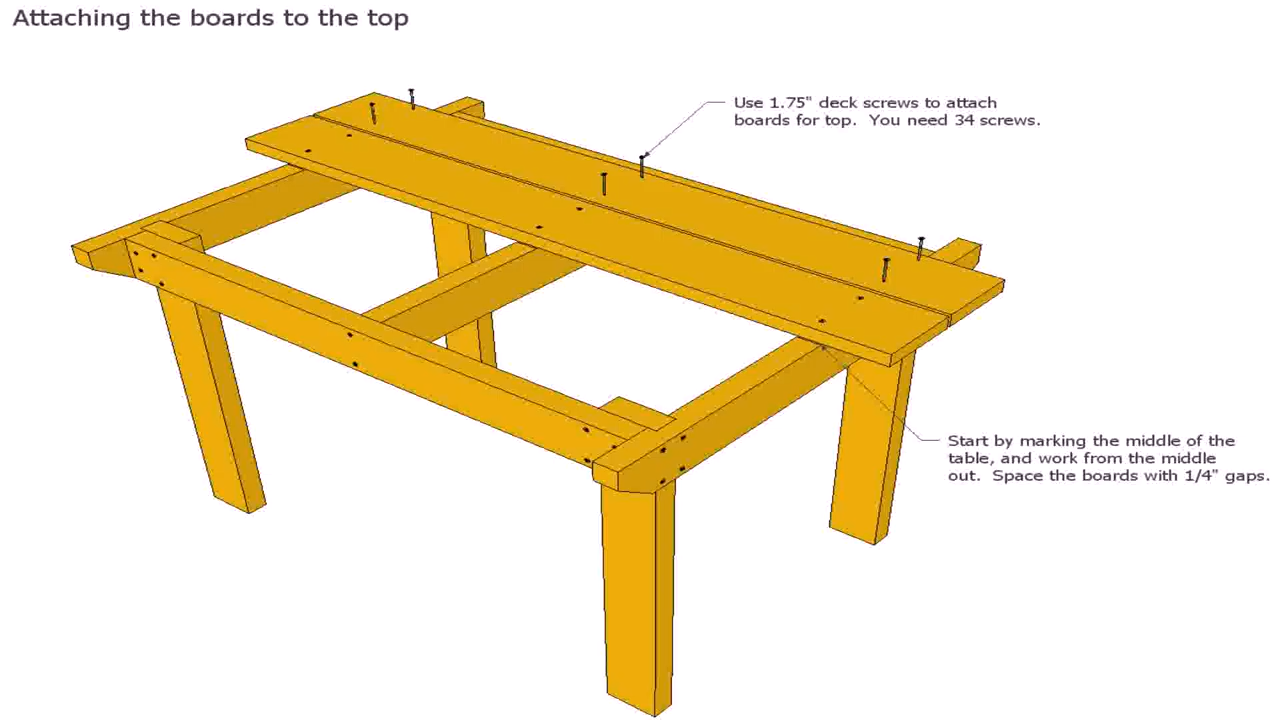 Attaching the boards to the top
Use 1.75" deck screws to attach
boards for top.  You need 34 screws.
Start by marking the middle of the
table, and work from the middle
out.  Space the boards with 1/4" gaps.